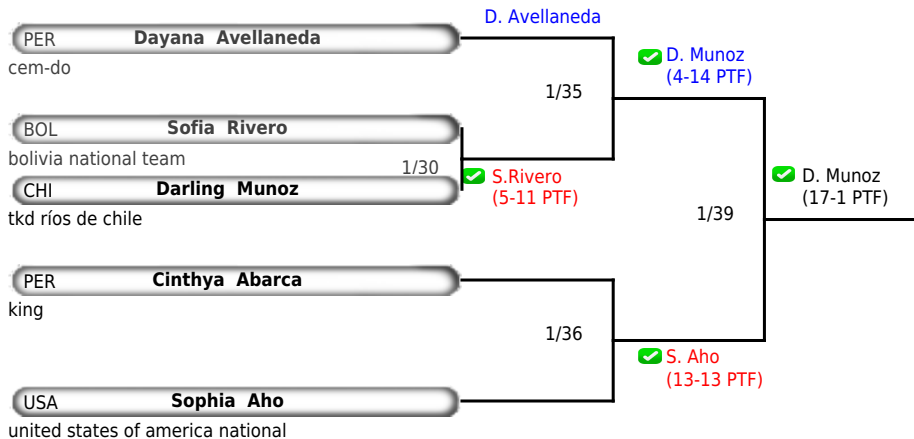 D. Avellaneda
PER Dayana Avellaneda
cem-do
D. Munoz
(4-14 PTF)
1/35
BOL Sofia Rivero
bolivia national team
1/30
S.Rivero
(5-11 PTF)
CHI Darling Munoz
tkd ríos de chile
D. Munoz
(17-1 PTF)
1/39
PER Cinthya Abarca
king
1/36
S. Aho
(13-13 PTF)
USA Sophia Aho
united states of america national